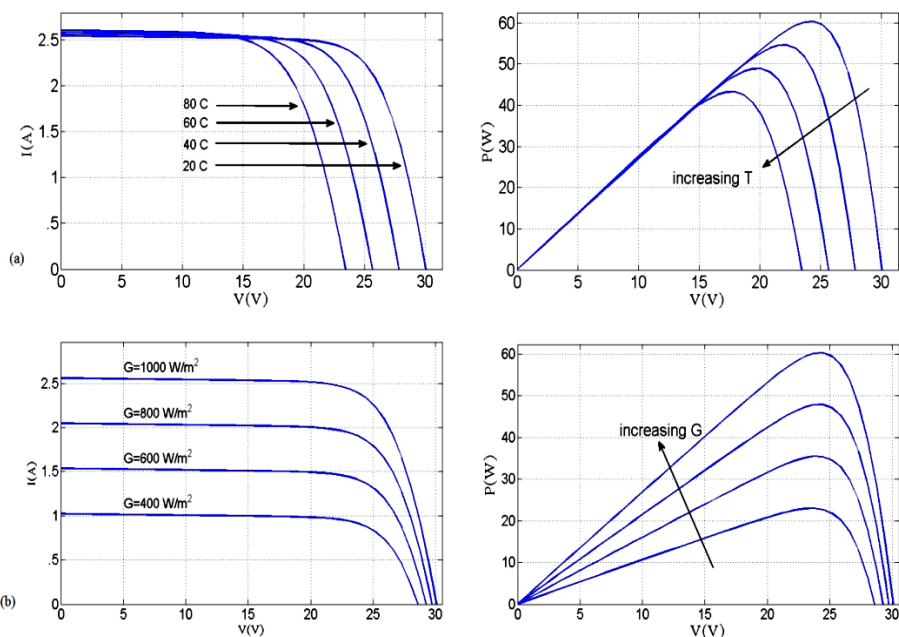 2.5
2
1.5
1
.5
0
I(A)
80 C
60 C
40 C
20 C
0 5 10 15 20 25 30
V(V)
(a)
60
50
40
30
20
10
0
P(W)
increasing T
0 5 10 15 20 25 30
V(V)
2.5
2
1.5
1
.5
0
I(A)
G=1000 W/m²
G=800 W/m²
G=600 W/m²
G=400 W/m²
0 5 10 15 20 25 30
V(V)
(b)
60
50
40
30
20
10
0
P(W)
increasing G
0 5 10 15 20 25 30
V(V)